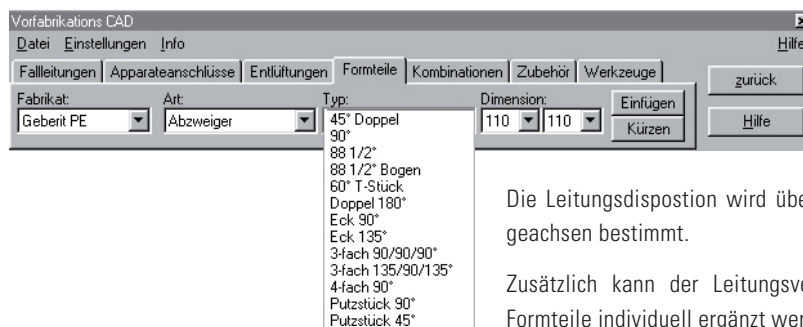 Vorfabrikations CAD
Datei Einstellungen Info Hilfe
Fallleitungen Apparateanschlüsse Entlüftungen Formteile Kombinationen Zubehör Werkzeuge zurück
Fabrikat: Art: Typ: Dimension: Einfügen
Geberit PE Abzweiger 110 110 Kürzen Hilfe
45° Doppel
90°
88 1/2°
88 1/2° Bogen
60° T-Stück
Doppel 180°
Eck 90°
Eck 135°
3-fach 90/90/90°
3-fach 135/90/135°
4-fach 90°
Putzstück 90°
Putzstück 45°
Die Leitungsdispostion wird übe
geachsen bestimmt.
Zusätzlich kann der Leitungsve
Formteile individuell ergänzt wer